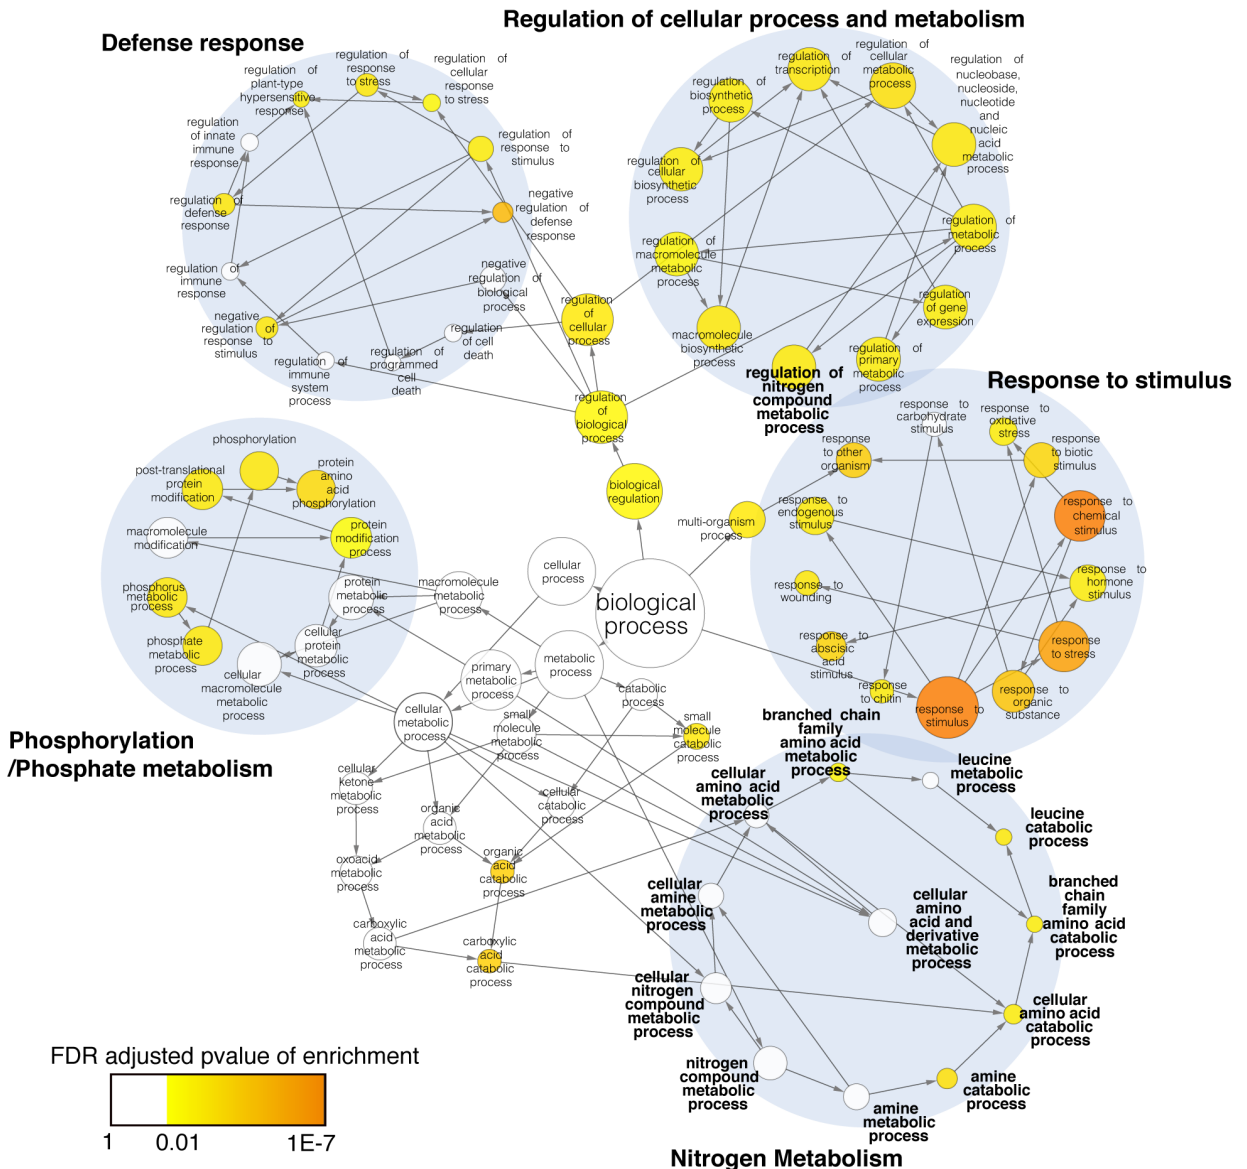 Regulation of cellular process and metabolism
Defense response
regulation of
response
to stress
regulation of
cellular
response
to stress
regulation of
plant-type
hypersensitive
response
regulation
of innate
immune
response
regulation of
response to
stimulus
regulation of
defense
response
negative
regulation of
defense
response
regulation of
immune
response
negative
regulation of
biological
process
negative
regulation of
response to
stimulus
regulation of
immune
system
process
regulation of
programmed
cell
death
regulation
of cell
death
regulation
of
cellular
process
regulation
of
biological
process
biological
regulation
regulation of
transcription
regulation of
cellular
metabolic
process
regulation of
nucleobase,
nucleoside,
nucleotide
and
nucleic
acid
metabolic
process
regulation of
biosynthetic
process
regulation of
cellular
biosynthetic
process
regulation of
metabolic
process
regulation of
macromolecule
metabolic
process
regulation
of gene
expression
macromolecule
biosynthetic
process
regulation of
primary
metabolic
process
regulation of
nitrogen
compound
metabolic
process
Response to stimulus
response to
carbohydrate
stimulus
response to
oxidative
stress
response
to biotic
stimulus
response
to other
organism
response to
chemical
stimulus
response to
endogenous
stimulus
multi-organism
process
response to
hormone
stimulus
response to
wounding
response to
abscisic
acid
stimulus
response
to stress
response
to chitin
response to
organic
substance
response to
stimulus
phosphorylation
post-translational
protein
modification
protein
amino
acid
phosphorylation
macromolecule
modification
protein
modification
process
phosphorus
metabolic
process
protein
metabolic
process
macromolecule
metabolic
process
phosphate
metabolic
process
cellular
protein
metabolic
process
cellular
macromolecule
metabolic
process
Phosphorylation
/Phosphate metabolism
cellular
process
biological
process
metabolic
process
primary
metabolic
process
catabolic
process
cellular
metabolic
process
small
molecule
metabolic
process
small
molecule
catabolic
process
cellular
ketone
metabolic
process
organic
acid
metabolic
process
cellular
catabolic
process
oxoacid
metabolic
process
organic
acid
catabolic
process
carboxylic
acid
metabolic
process
carboxylic
acid
catabolic
process
branched chain
family
amino acid
metabolic
process
leucine
metabolic
process
cellular
amino acid
metabolic
process
leucine
catabolic
process
cellular
amine
metabolic
process
cellular
amino
acid and
derivative
metabolic
process
branched
chain
family
amino acid
catabolic
process
cellular
nitrogen
compound
metabolic
process
cellular
amino acid
catabolic
process
nitrogen
compound
metabolic
process
amine
catabolic
process
amine
metabolic
process
Nitrogen Metabolism
FDR adjusted pvalue of enrichment
1 0.01 1E-7